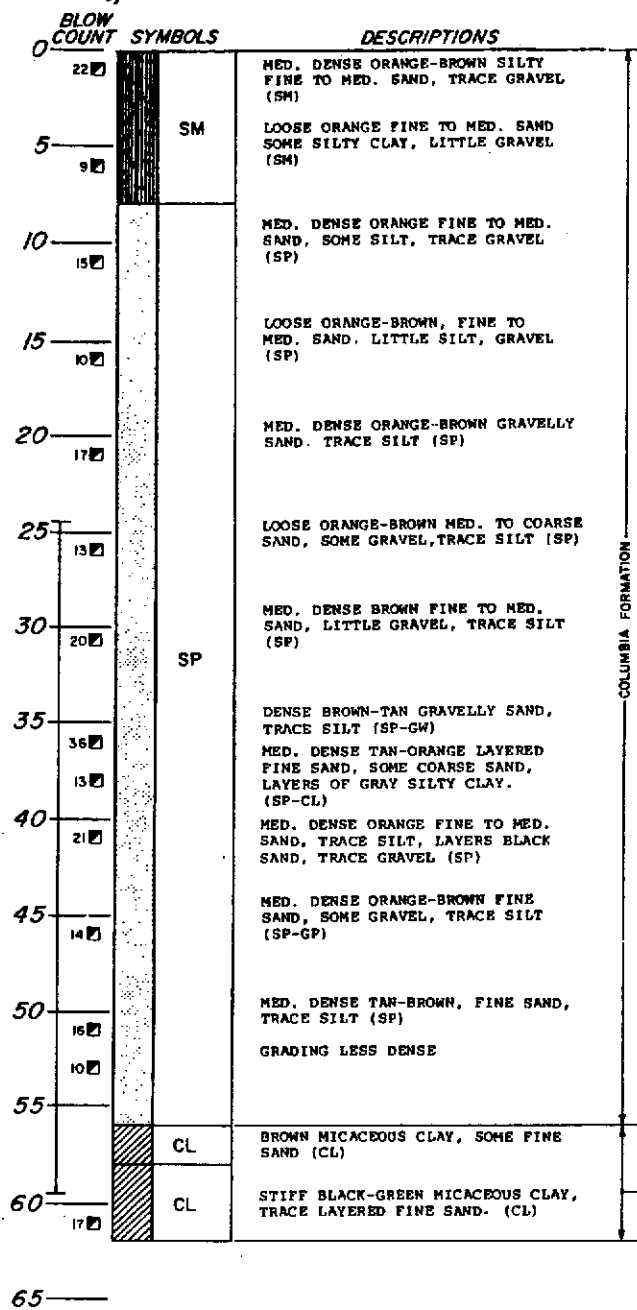 BLOW
COUNT SYMBOLS DESCRIPTIONS
0
22
MED. DENSE ORANGE-BROWN SILTY
FINE TO MED. SAND, TRACE GRAVEL
(SM)
SM
LOOSE ORANGE FINE TO MED. SAND
SOME SILTY CLAY, LITTLE GRAVEL
(SM)
5
9
MED. DENSE ORANGE FINE TO MED.
SAND, SOME SILT, TRACE GRAVEL
(SP)
10
15
LOOSE ORANGE-BROWN, FINE TO
MED. SAND. LITTLE SILT, GRAVEL
(SP)
15
10
MED. DENSE ORANGE-BROWN GRAVELLY
SAND. TRACE SILT (SP)
20
17
LOOSE ORANGE-BROWN MED. TO COARSE
SAND, SOME GRAVEL,TRACE SILT (SP)
25
13
MED. DENSE BROWN FINE TO MED.
SAND, LITTLE GRAVEL, TRACE SILT
(SP)
30
20
SP
COLUMBIA FORMATION
DENSE BROWN-TAN GRAVELLY SAND,
TRACE SILT (SP-GW)
35
36
MED. DENSE TAN-ORANGE LAYERED
FINE SAND, SOME COARSE SAND,
LAYERS OF GRAY SILTY CLAY.
(SP-CL)
13
40
MED. DENSE ORANGE FINE TO MED.
SAND, TRACE SILT, LAYERS BLACK
SAND, TRACE GRAVEL (SP)
21
MED. DENSE ORANGE-BROWN FINE
SAND, SOME GRAVEL, TRACE SILT
(SP-GP)
45
14
MED. DENSE TAN-BROWN, FINE SAND,
TRACE SILT (SP)
50
16
GRADING LESS DENSE
10
55
CL
BROWN MICACEOUS CLAY, SOME FINE
SAND (CL)
60
CL
STIFF BLACK-GREEN MICACEOUS CLAY,
TRACE LAYERED FINE SAND. (CL)
17
65